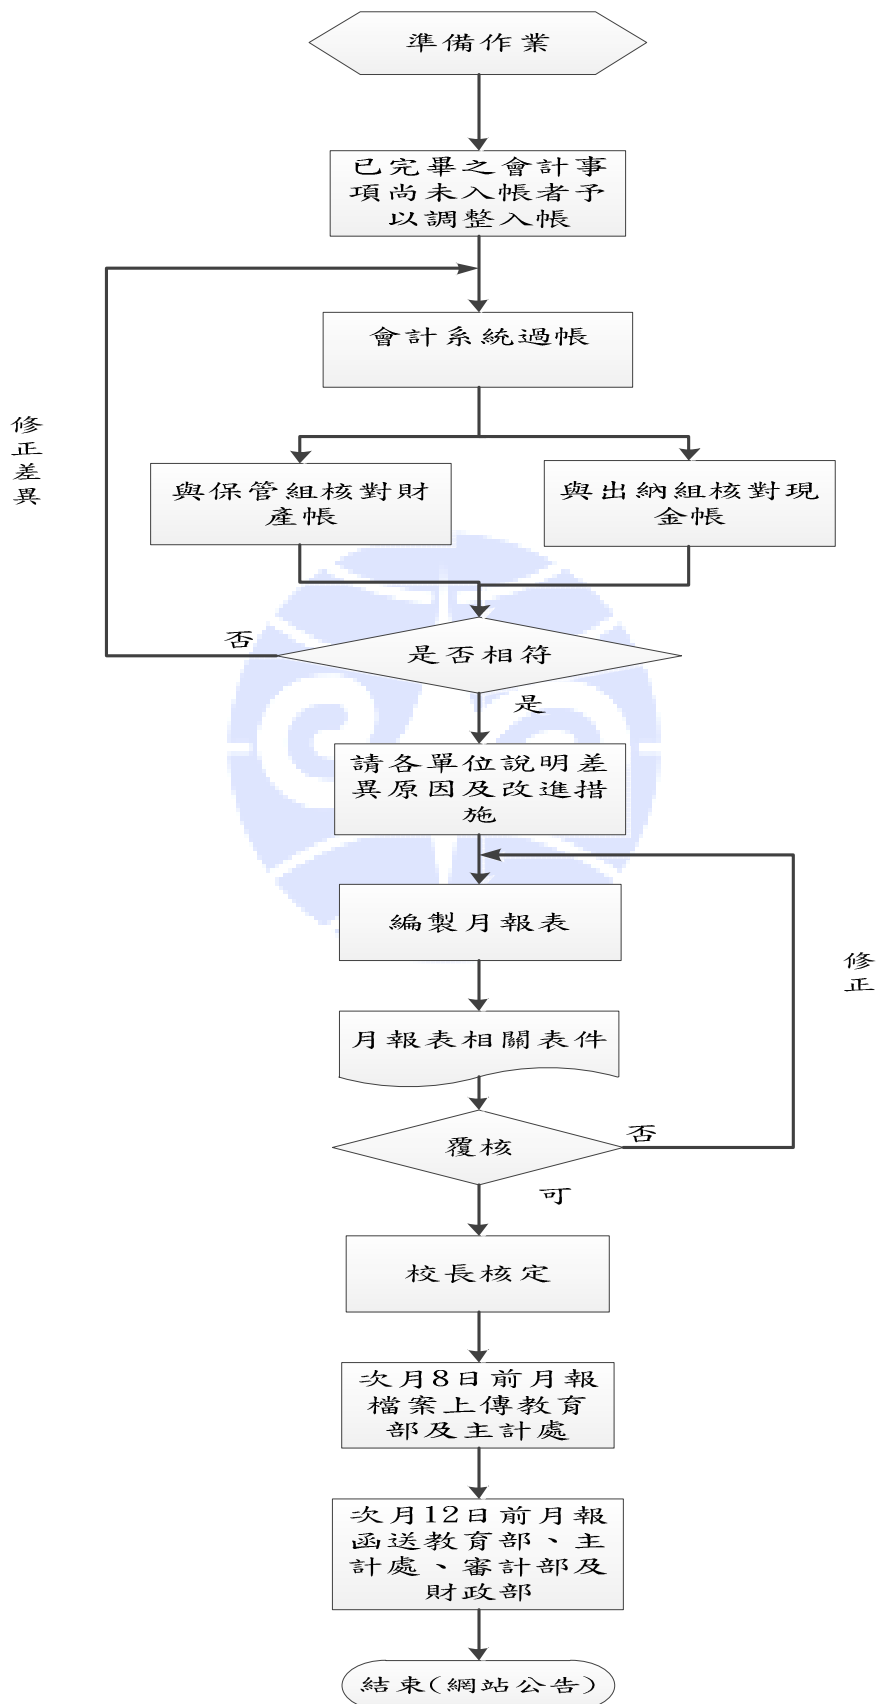 準備作業
已完畢之會計事
項尚未入帳者予
以調整入帳
會計系統過帳
修正差異
與保管組核對財
產帳
與出納組核對現
金帳
否
是否相符
是
請各單位說明差
異原因及改進措
施
編製月報表
修正
月報表相關表件
覆核
否
可
校長核定
次月8日前月報
檔案上傳教育
部及主計處
次月12日前月報
函送教育部、主
計處、審計部及
財政部
結束(網站公告)